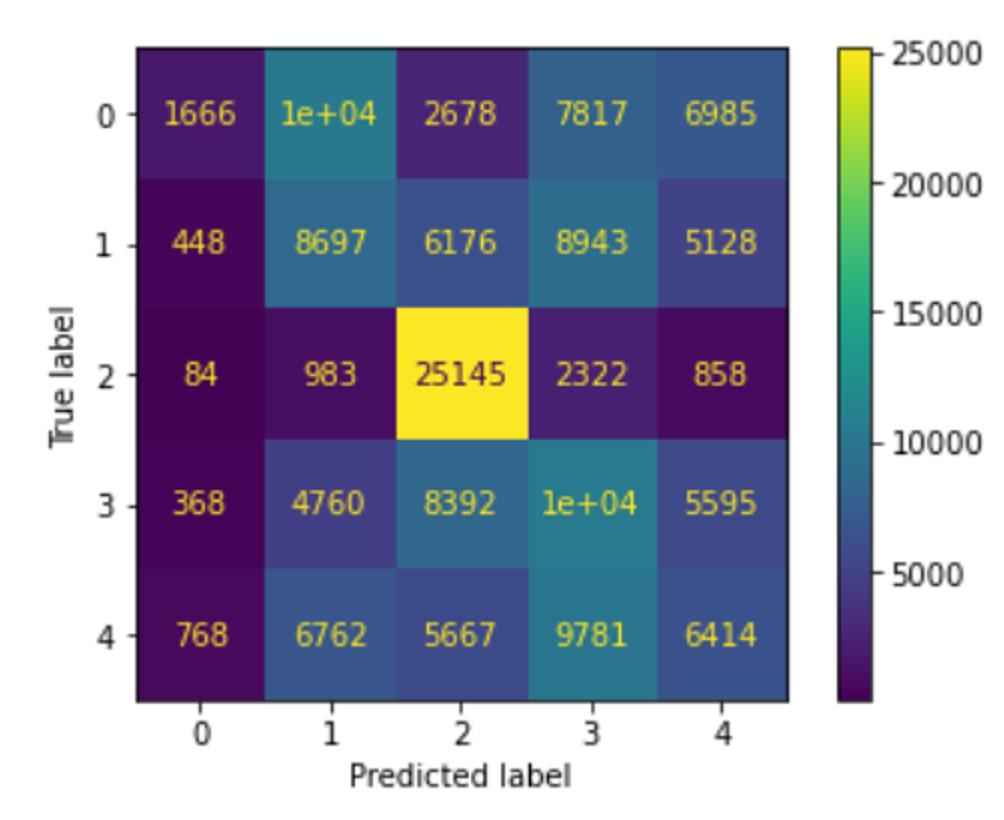 25000
0 1666 1e+04 2678 7817 6985
20000
1 448 8697 6176 8943 5128
15000
2 84 983 25145 2322 858
10000
3 368 4760 8392 1e+04 5595
5000
4 768 6762 5667 9781 6414
0 1 2 3 4
Predicted label
True label